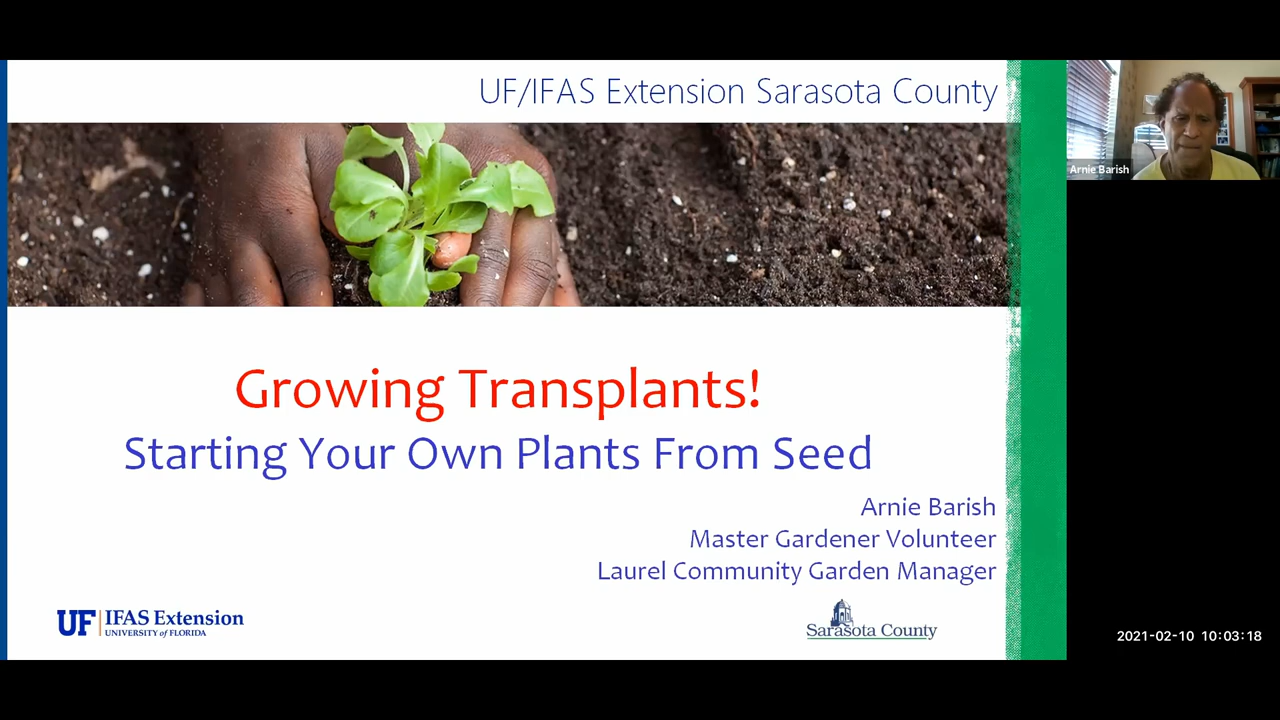 UF/IFAS Extension Sarasota County
Arnie Barish
Growing Transplants!
Starting Your Own Plants From Seed
Arnie Barish
Master Gardener Volunteer
Laurel Community Garden Manager
UF IFAS Extension
UNIVERSITY of FLORIDA
Sarasota County
2021-02-10 10:03:18